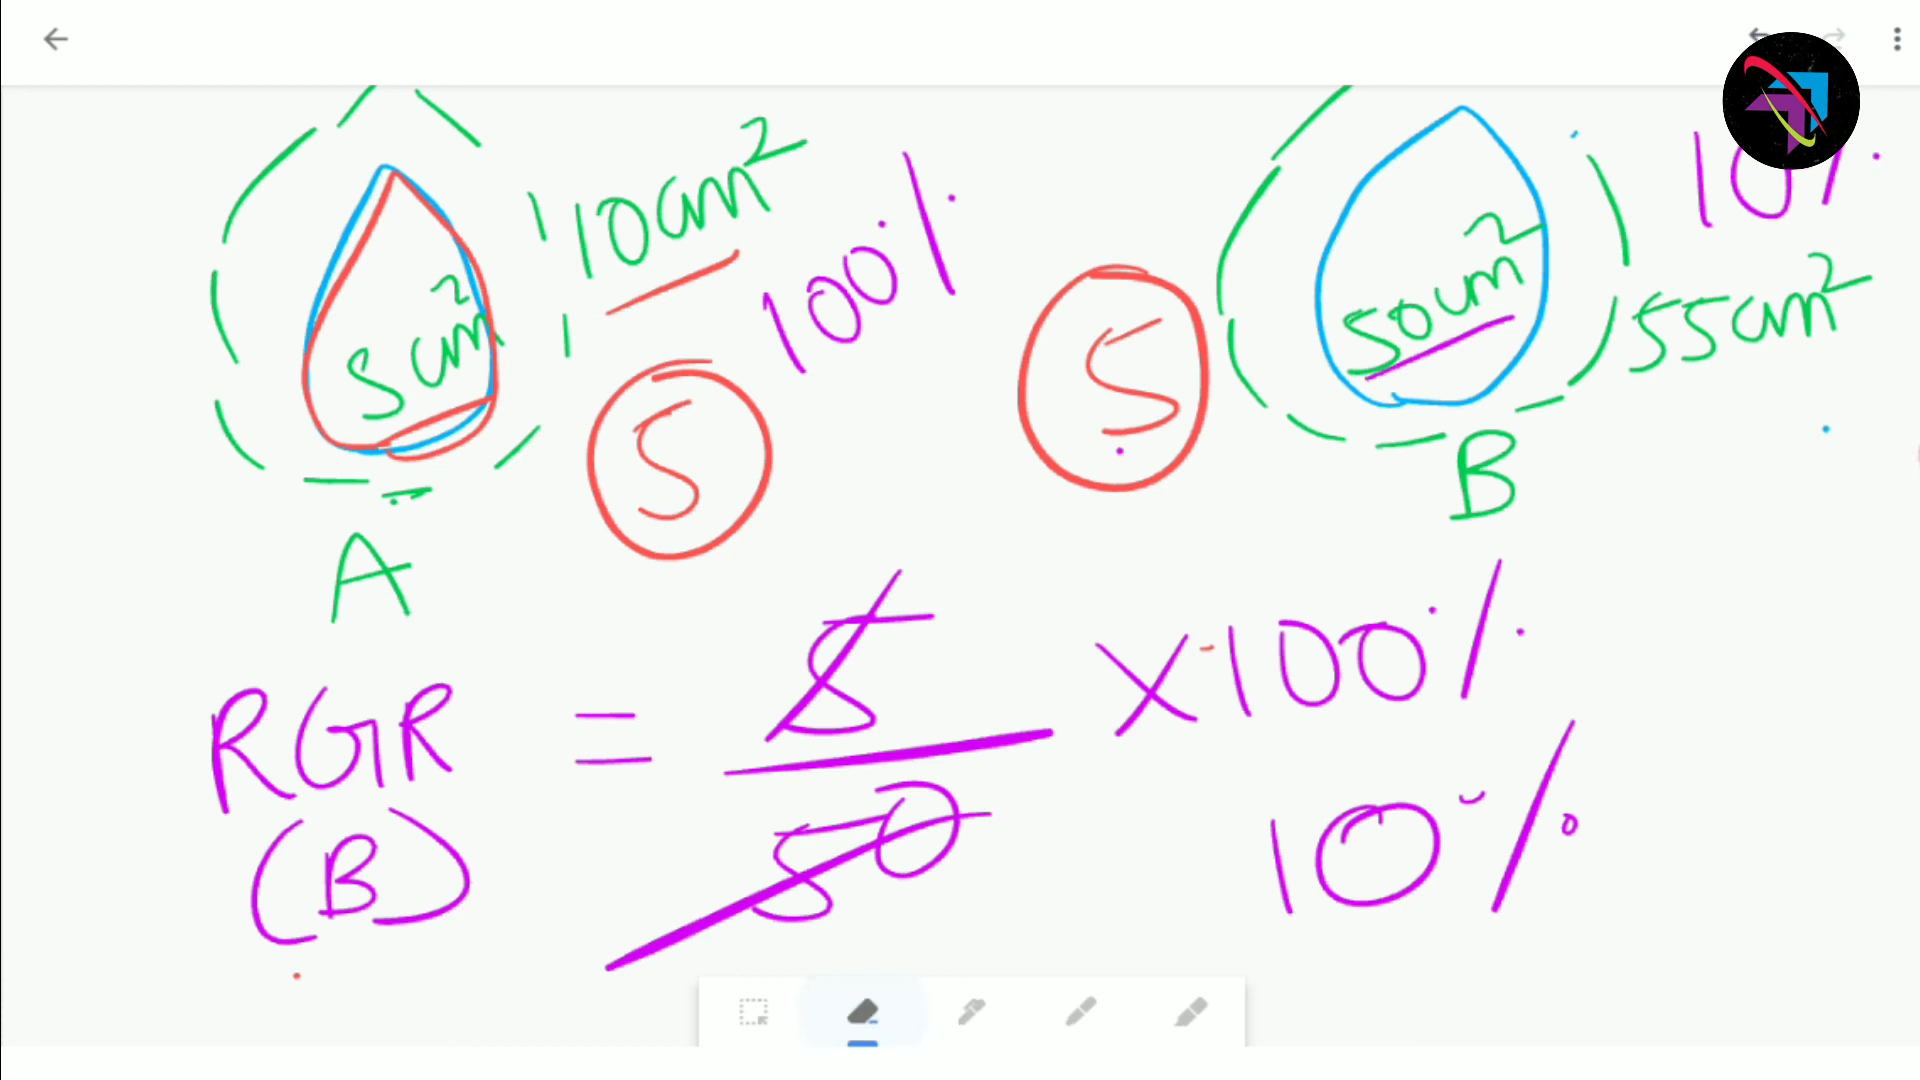 10cm²
100%
5cm²
5
A
5
50cm²
10%
55cm²
B
RGR = 5/50 × 100%
(B)
10%